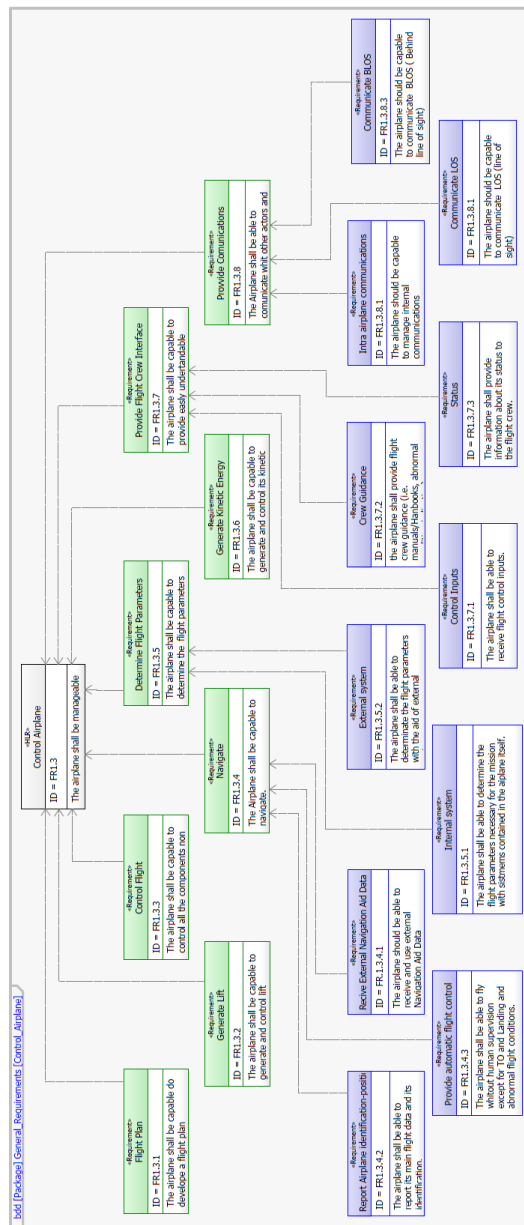 bdd [Package] General_Requirements [Control_Airplane]
«HLR»
Control Airplane
ID = FR1.3
The airplane shall be manageable
«Requirement»
Flight Plan
ID = FR1.3.1
The airplane shall be capable do
develope a flight plan
«Requirement»
Generate Lift
ID = FR1.3.2
The airplane shall be capable to
generate and control lift
«Requirement»
Control Flight
ID = FR1.3.3
The airplane shall be capable to
control all the components non
«Requirement»
Navigate
ID = FR1.3.4
The Airplane shall be capable to
navigate.
«Requirement»
Determine Flight Parameters
ID = FR1.3.5
The airplane shall be capable to
determine the flight parameters
«Requirement»
Generate Kinetic Energy
ID = FR1.3.6
The airplane shall be capable to
generate and control its kinetic
«Requirement»
Provide Flight Crew Interface
ID = FR1.3.7
The airplane shall be capable to
provide easily undertandable
«Requirement»
Provvide Comunications
ID = FR1.3.8
The Airplane shall be able to
comunicate whit other actors and
«Requirement»
Report Airplane identification-positi
ID = FR1.3.4.2
The airplane shall be able to
report its main flight data and its
identification.
«Requirement»
Provide automatic flight control
ID = FR1.3.4.3
The airplane shall be able to fly
whitout human supervision
except for TO and Landing and
abnormal flight conditions.
«Requirement»
Recive External Navigation Aid Data
ID = FR.1.3.4.1
The airplane should be able to
receive and use external
Navigation Aid Data
«Requirement»
Internal system
ID = FR1.3.5.1
The airplane shall be able to determine the
flight parameters necessary for the mission
with sistmems contained in the aiplane itself.
«Requirement»
External system
ID = FR1.3.5.2
The airplane shall be able to
determinate the flight parameters
with the aid of external
«Requirement»
Control Inputs
ID = FR1.3.7.1
The airplane shall be able to
receive flight control inputs.
«Requirement»
Crew Guidance
ID = FR1.3.7.2
the airplane shall provide flight
crew guidance (i.e.
manuals/Hanbooks, abnormal
«Requirement»
Status
ID = FR1.3.7.3
The airplane shall provide
information about its status to
the flight crew.
«Requirement»
Intra airplane communications
ID = FR1.3.8.1
The airplane should be capable
to manage internal
communications
«Requirement»
Communicate LOS
ID = FR1.3.8.1
The airplane should be capable
to communicate LOS (line of
sight)
«Requirement»
Communicate BLOS
ID = FR1.3.8.3
The airplane should be capable
to communicate BLOS ( Behind
line of sight)